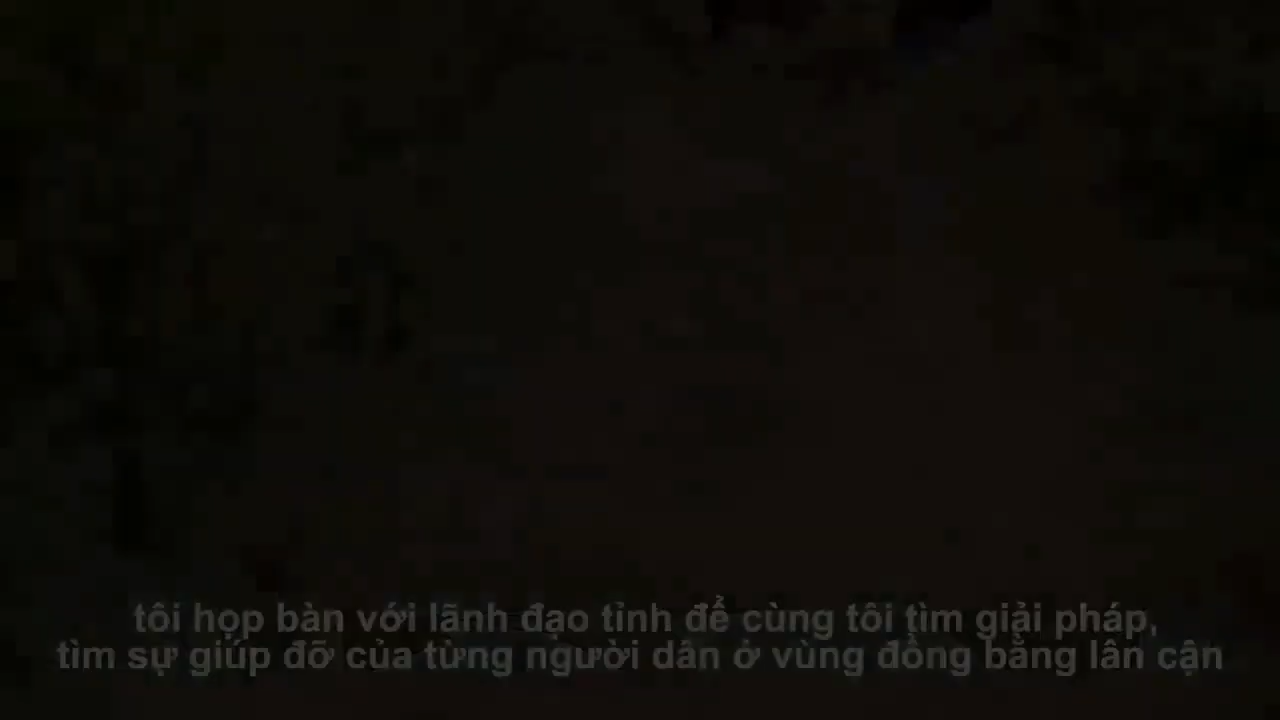 tôi họp bàn với lãnh đạo tỉnh để cùng tôi tìm giải pháp,
tìm sự giúp đỡ của từng người dân ở vùng đồng bằng lân cận